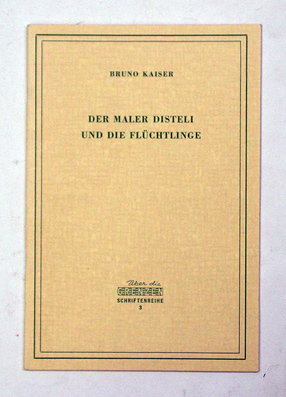 BRUNO KAISER
DER MALER DISTELI
UND DIE FLÜCHTLINGE
Über die
GRENZEN
SCHRIFTENREIHE
3